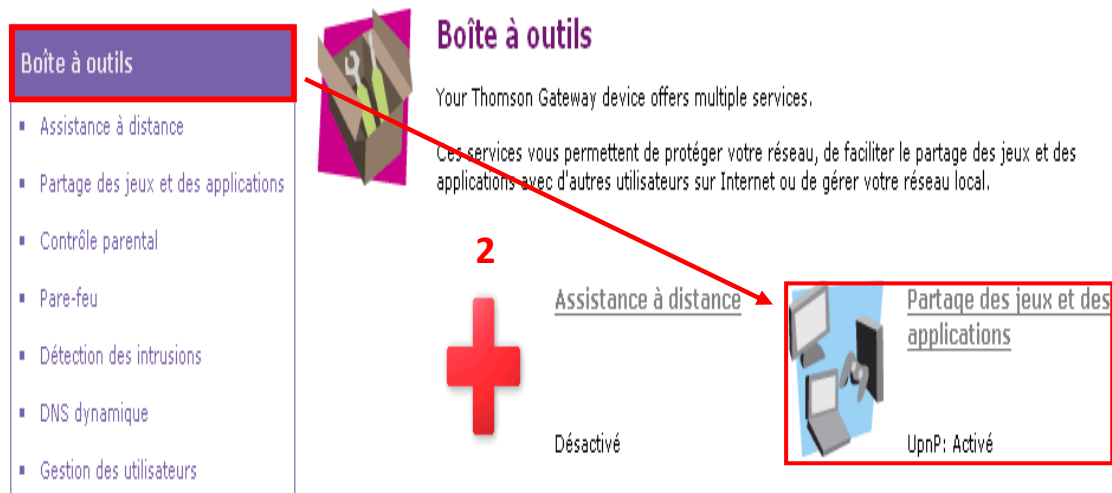 Boîte à outils
Assistance à distance
Partage des jeux et des applications
Contrôle parental
Pare-feu
Détection des intrusions
DNS dynamique
Gestion des utilisateurs
Boîte à outils
Your Thomson Gateway device offers multiple services.
Ces services vous permettent de protéger votre réseau, de faciliter le partage des jeux et des
applications avec d'autres utilisateurs sur Internet ou de gérer votre réseau local.
2
Assistance à distance
Désactivé
Partage des jeux et des
applications
UpnP: Activé